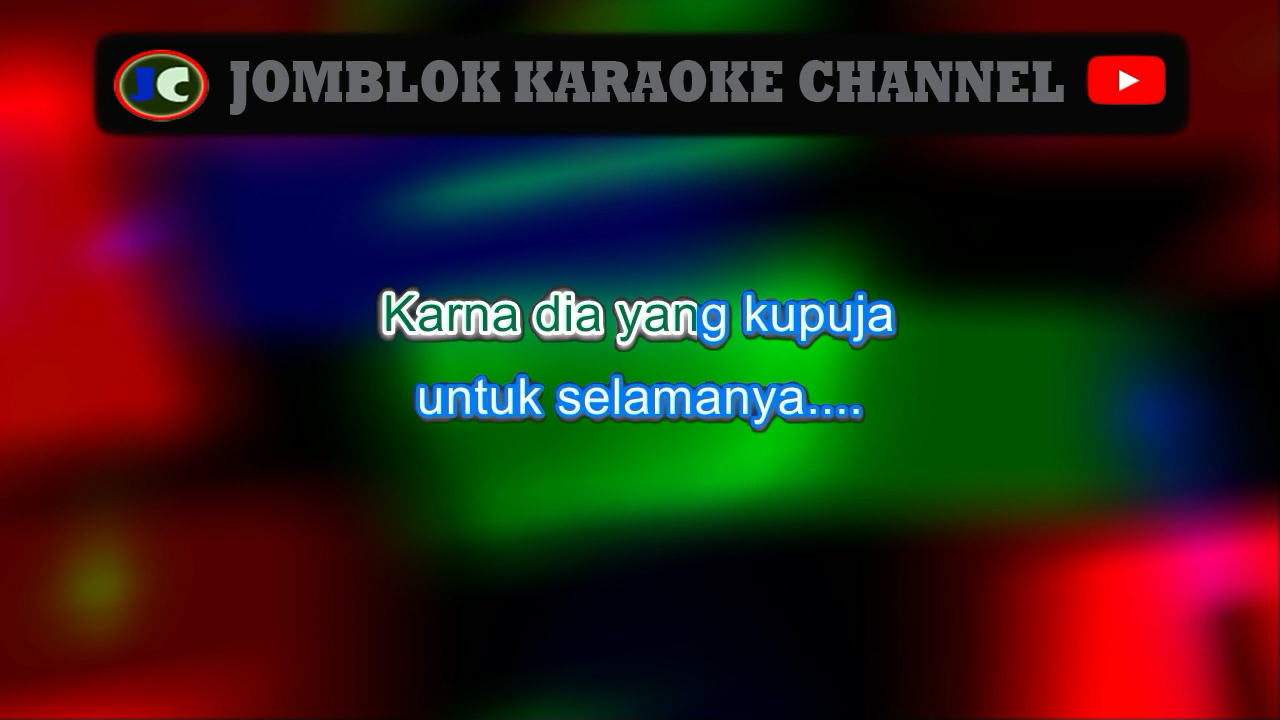 JC JOMBLOK KARAOKE CHANNEL
Karna dia yang kupuja
untuk selamanya....